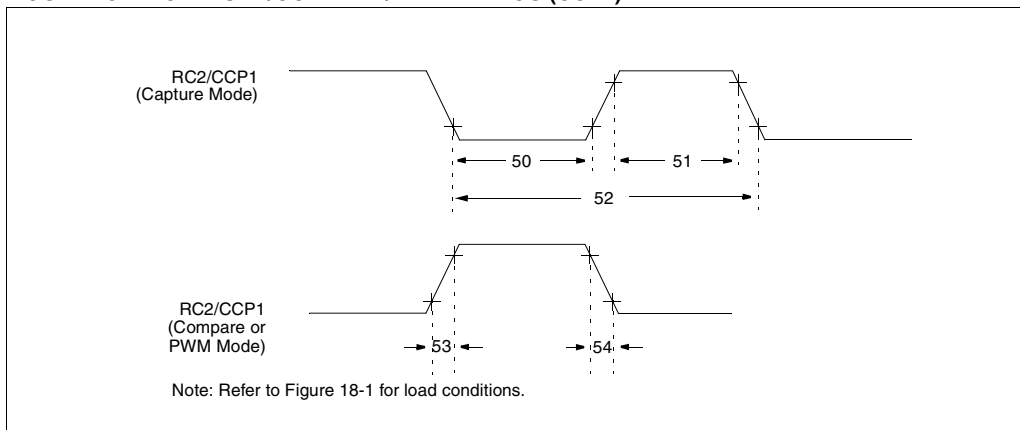 RC2/CCP1
(Capture Mode)
50
51
52
RC2/CCP1
(Compare or
PWM Mode)
53
54
Note: Refer to Figure 18-1 for load conditions.